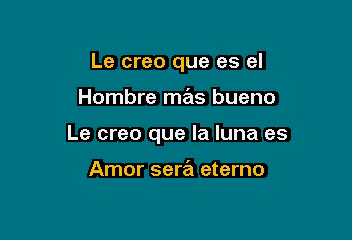 Le creo que es el
Hombre más bueno
Le creo que la luna es
Amor será eterno